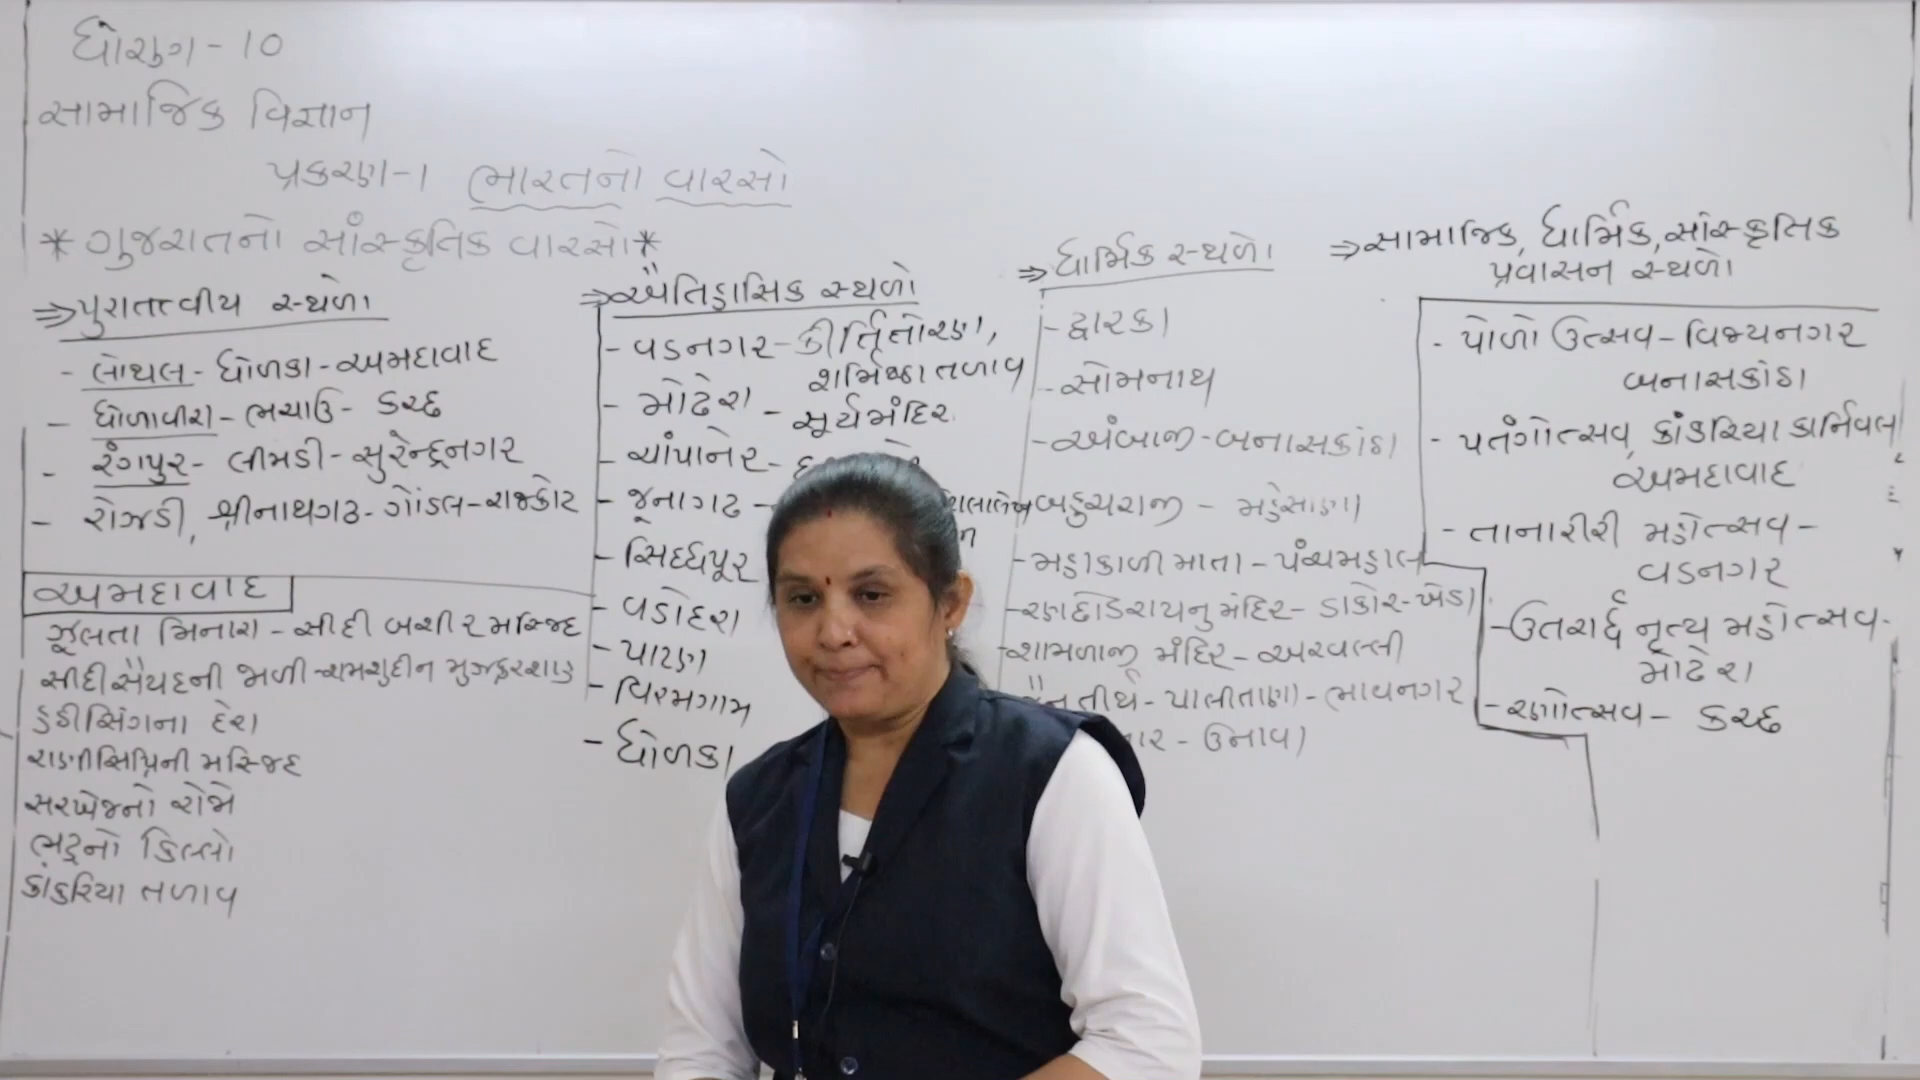 ધોરણ - 10
સામાજિક વિજ્ઞાન
પ્રકરણ-1 ભારતનો વારસો
* ગુજરાતનો સાંસ્કૃતિક વારસો *
⇒ પુરાતત્વીય સ્થળો
- લોથલ - ધોળકા - અમદાવાદ
- ધોળાવીરા - ભચાઉ - કચ્છ
- રંગપુર - લીમડી - સુરેન્દ્રનગર
- રોઝડી, શ્રીનાથગઢ - ગોંડલ - રાજકોટ
અમદાવાદ
ઝૂલતા મિનારા - સીદી બશીર મસ્જિદ
સીદી સૈયદની જાળી - શમશુદ્દીન મુઝફ્ફરશાહ
હઠીસિંગના દેરા
રાણીસિપ્રિની મસ્જિદ
સરખેજનો રોજો
ભદ્રનો કિલ્લો
કાંકરિયા તળાવ
⇒ ઐતિહાસિક સ્થળો
- વડનગર - કીર્તિતોરણ,
શર્મિષ્ઠા તળાવ
- મોઢેરા - સૂર્યમંદિર
- ચાંપાનેર -
- જૂનાગઢ -
- સિદ્ધપૂર
- વડોદરા
- પાટણ
- વિરમગામ
- ધોળકા
⇒ ધાર્મિક સ્થળો
- દ્વારકા
- સોમનાથ
- અંબાજી - બનાસકાંઠા
બહુચરાજી - મહેસાણા
- મહાકાળી માતા - પંચમહાલ
- રણછોડરાયનુ મંદિર - ડાકોર - ખેડા
- શામળાજી મંદિર - અરવલ્લી
તીર્થ - પાલીતાણા - ભાવનગર
- ઉનાવા
⇒ સામાજિક, ધાર્મિક, સાંસ્કૃતિક
પ્રવાસન સ્થળો
- પોળો ઉત્સવ - વિજયનગર
બનાસકાંઠા
- પતંગોત્સવ, કાંકરિયા કાર્નિવલ
અમદાવાદ
- તાનારીરી મહોત્સવ -
વડનગર
- ઉતરાર્દ્ર નૃત્ય મહોત્સવ -
મોઢેરા
- રણોત્સવ - કચ્છ